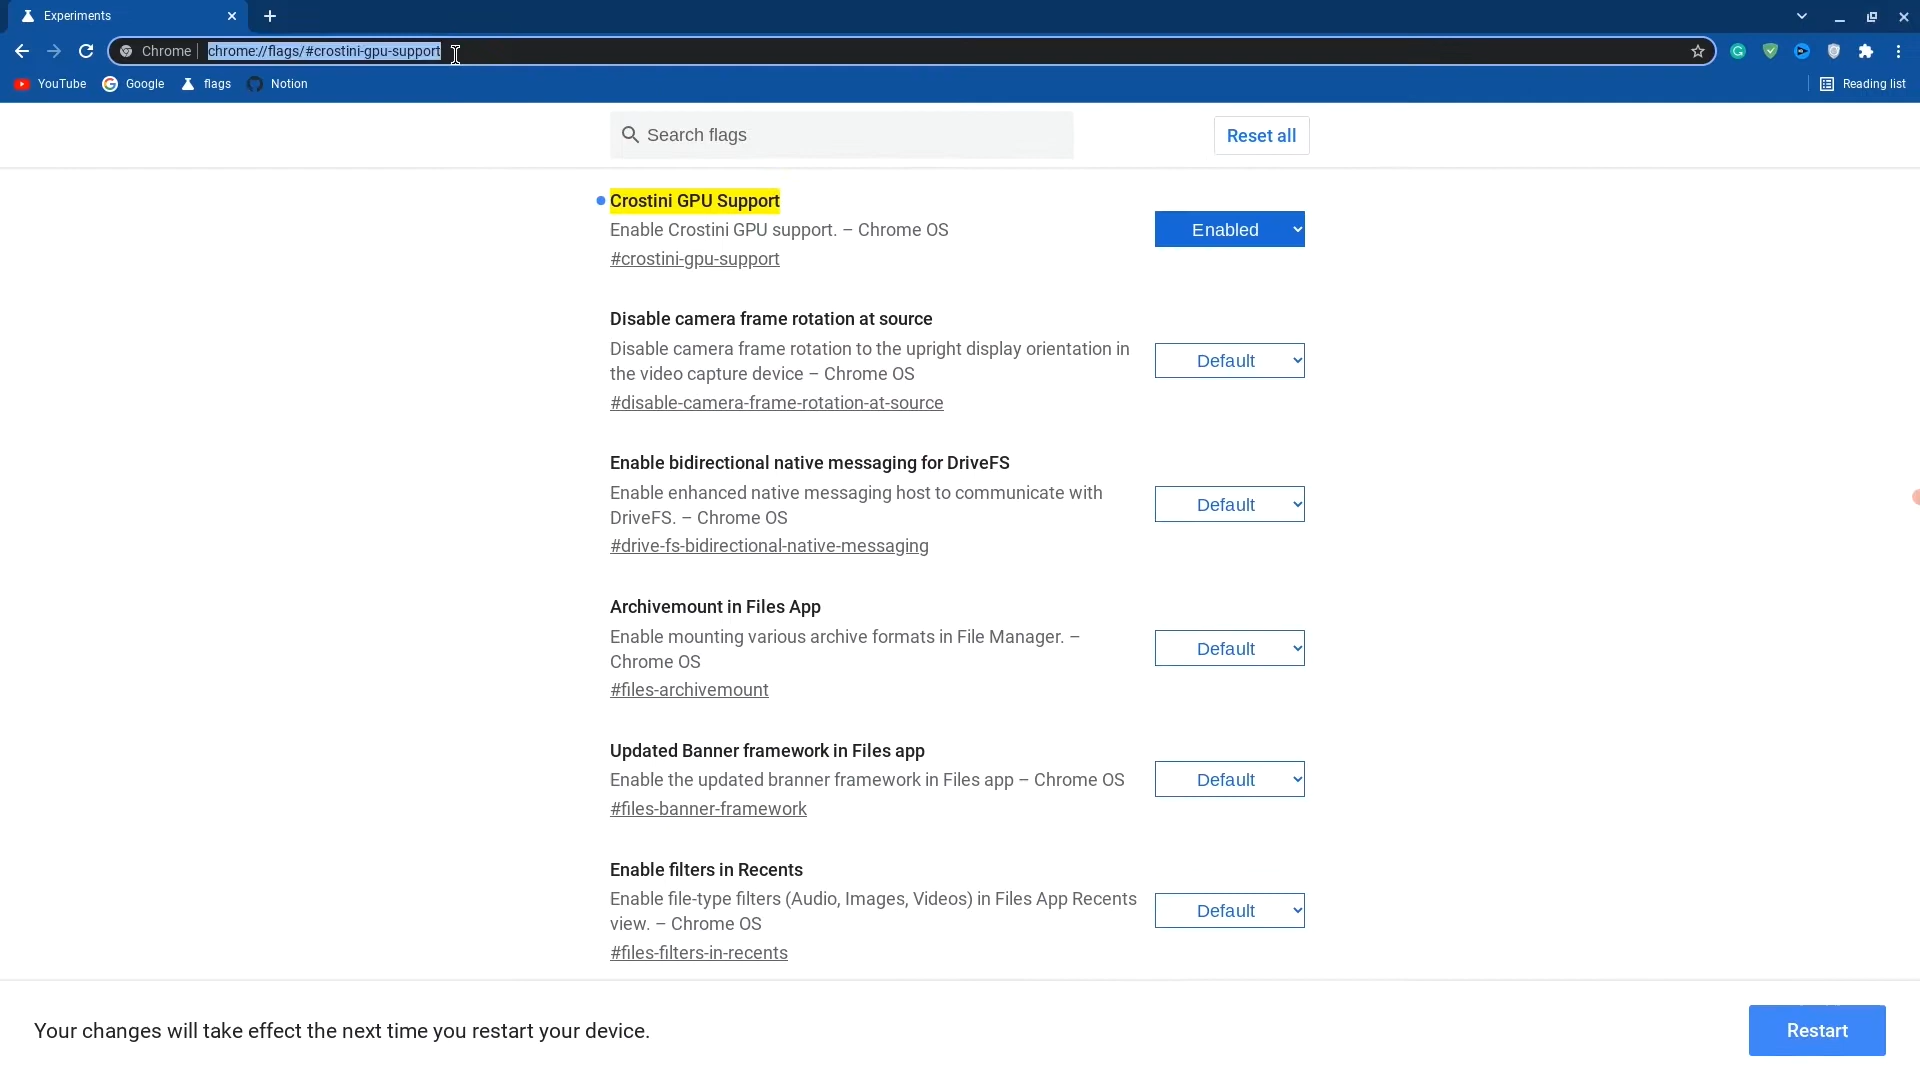 Experiments
Chrome | chrome://flags/#crostini-gpu-support
YouTube Google flags Notion Reading list
Search flags
Reset all
Crostini GPU Support
Enable Crostini GPU support. – Chrome OS
#crostini-gpu-support
Enabled
Disable camera frame rotation at source
Disable camera frame rotation to the upright display orientation in
the video capture device – Chrome OS
#disable-camera-frame-rotation-at-source
Default
Enable bidirectional native messaging for DriveFS
Enable enhanced native messaging host to communicate with
DriveFS. – Chrome OS
#drive-fs-bidirectional-native-messaging
Default
Archivemount in Files App
Enable mounting various archive formats in File Manager. –
Chrome OS
#files-archivemount
Default
Updated Banner framework in Files app
Enable the updated branner framework in Files app – Chrome OS
#files-banner-framework
Default
Enable filters in Recents
Enable file-type filters (Audio, Images, Videos) in Files App Recents
view. – Chrome OS
#files-filters-in-recents
Default
Your changes will take effect the next time you restart your device.
Restart